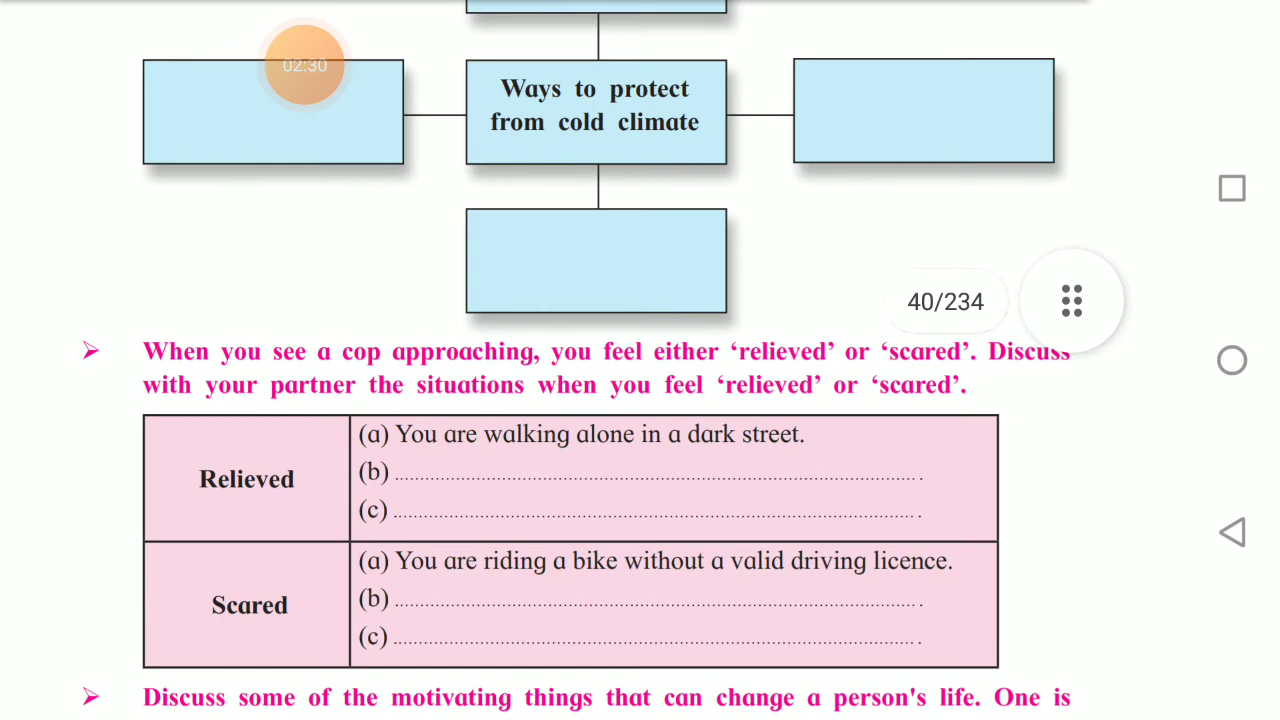 02:30
Ways to protect
from cold climate
40/234
➢ When you see a cop approaching, you feel either ‘relieved’ or ‘scared’. Discuss
with your partner the situations when you feel ‘relieved’ or ‘scared’.
Relieved
(a) You are walking alone in a dark street.
(b) ........................................................................................ .
(c) ........................................................................................ .
Scared
(a) You are riding a bike without a valid driving licence.
(b) ........................................................................................ .
(c) ........................................................................................ .
➢ Discuss some of the motivating things that can change a person's life. One is